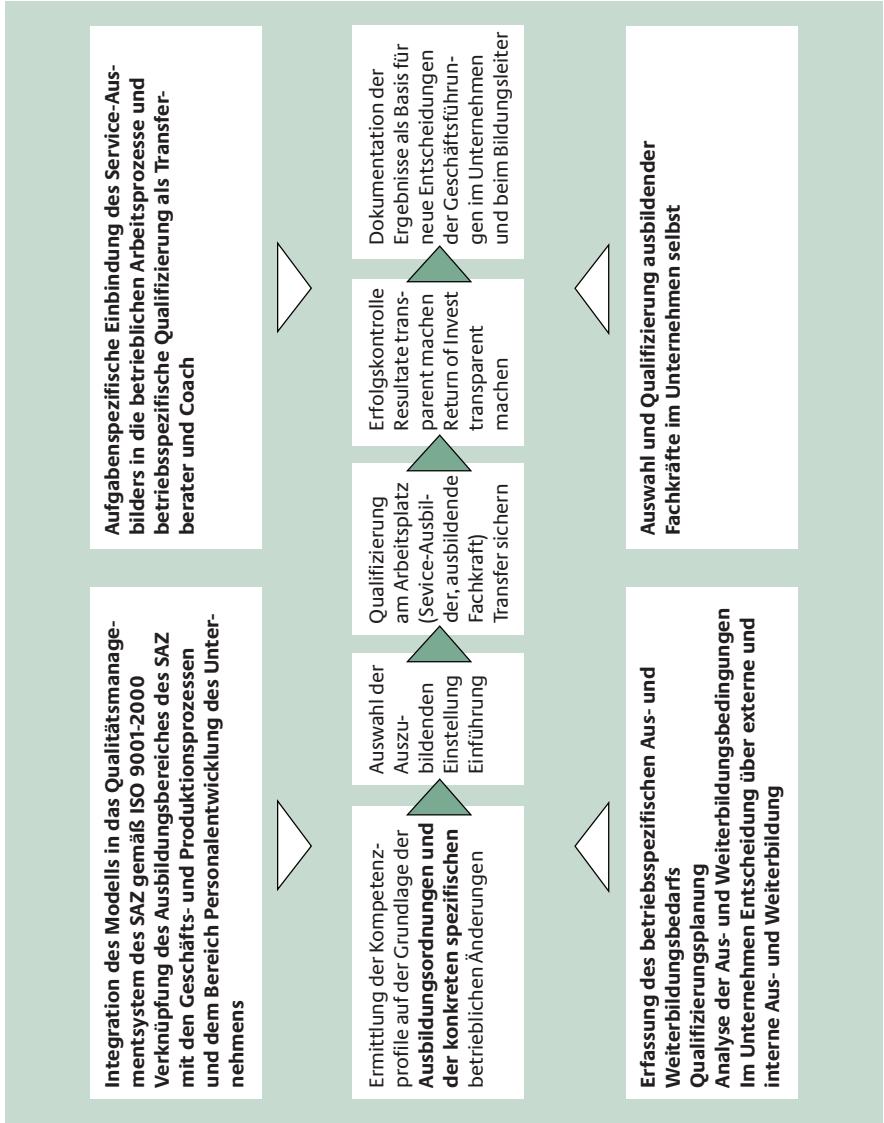 Integration des Modells in das Qualitätsmanage-
mentsystem des SAZ gemäß ISO 9001-2000
Verknüpfung des Ausbildungsbereiches des SAZ
mit den Geschäfts- und Produktionsprozessen
und dem Bereich Personalentwicklung des Unter-
nehmens
Aufgabenspezifische Einbindung des Service-Aus-
bilders in die betrieblichen Arbeitsprozesse und
betriebsspezifische Qualifizierung als Transfer-
berater und Coach
Ermittlung der Kompetenz-
profile auf der Grundlage der
Ausbildungsordnungen und
der konkreten spezifischen
betrieblichen Änderungen
Auswahl der
Auszu-
bildenden
Einstellung
Einführung
Qualifizierung
am Arbeitsplatz
(Sevice-Ausbil-
der, ausbildende
Fachkraft)
Transfer sichern
Erfolgskontrolle
Resultate trans-
parent machen
Return of Invest
transparent
machen
Dokumentation der
Ergebnisse als Basis für
neue Entscheidungen
der Geschäftsführun-
gen im Unternehmen
und beim Bildungsleiter
Erfassung des betriebsspezifischen Aus- und
Weiterbildungsbedarfs
Qualifizierungsplanung
Analyse der Aus- und Weiterbildungsbedingungen
Im Unternehmen Entscheidung über externe und
interne Aus- und Weiterbildung
Auswahl und Qualifizierung ausbildender
Fachkräfte im Unternehmen selbst